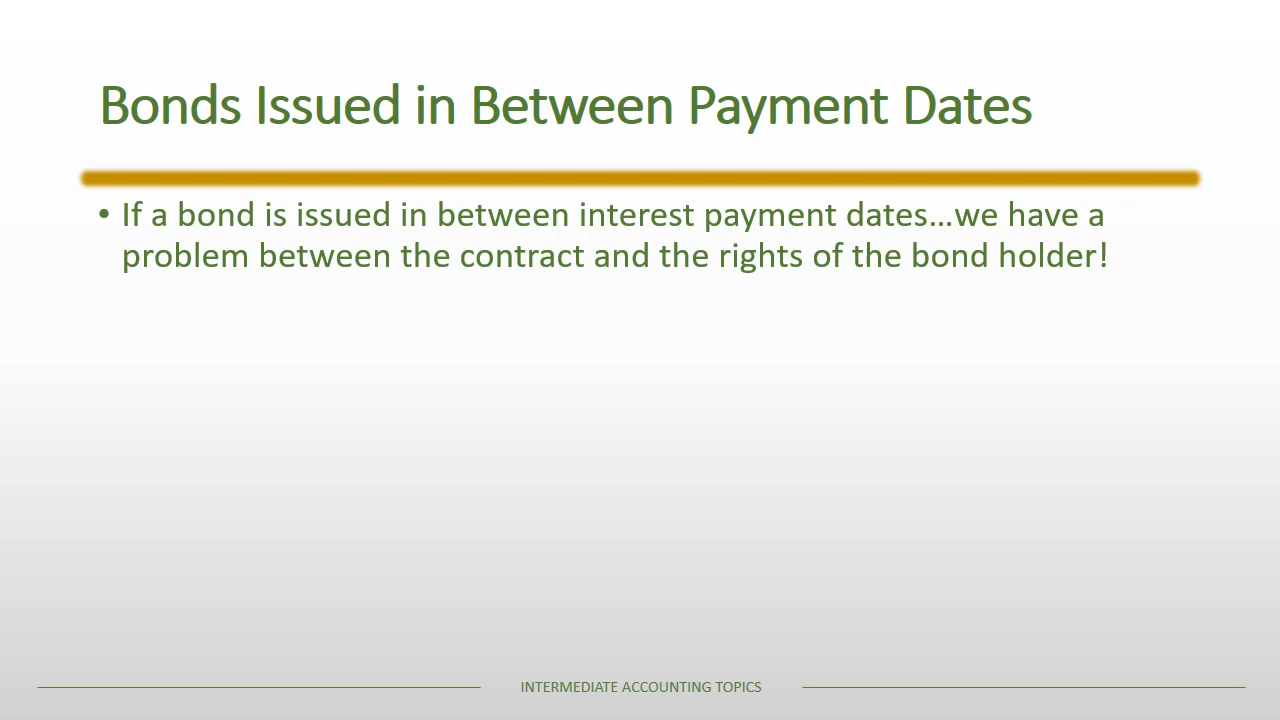 Bonds Issued in Between Payment Dates
• If a bond is issued in between interest payment dates…we have a
problem between the contract and the rights of the bond holder!
INTERMEDIATE ACCOUNTING TOPICS